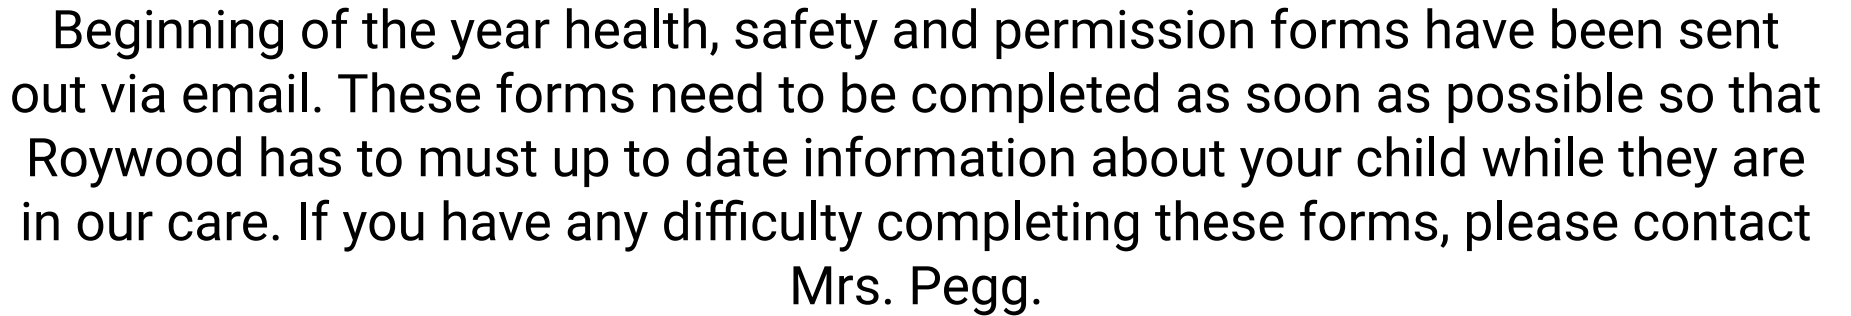 Beginning of the year health, safety and permission forms have been sent
out via email. These forms need to be completed as soon as possible so that
Roywood has to must up to date information about your child while they are
in our care. If you have any difficulty completing these forms, please contact
Mrs. Pegg.